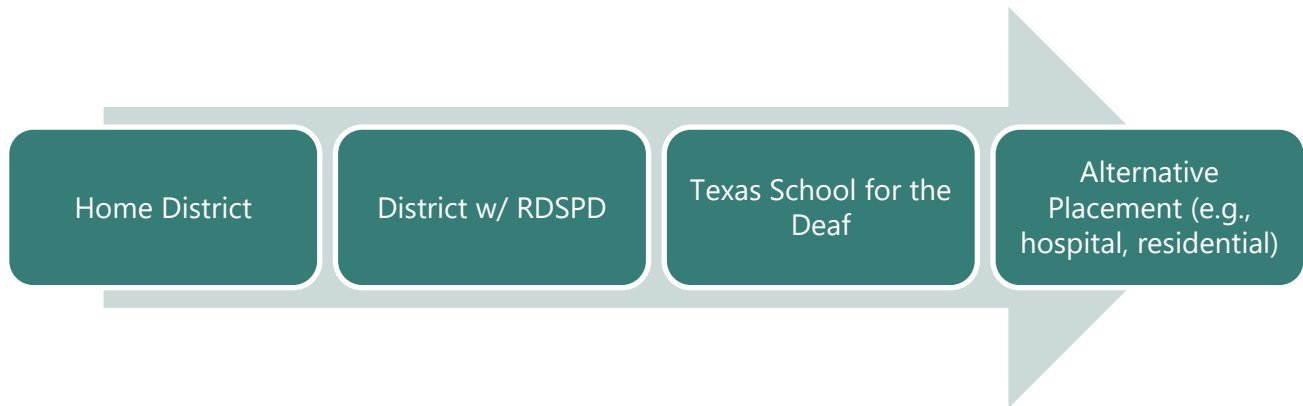 Home District
District w/ RDSPD
Texas School for the
Deaf
Alternative
Placement (e.g.,
hospital, residential)